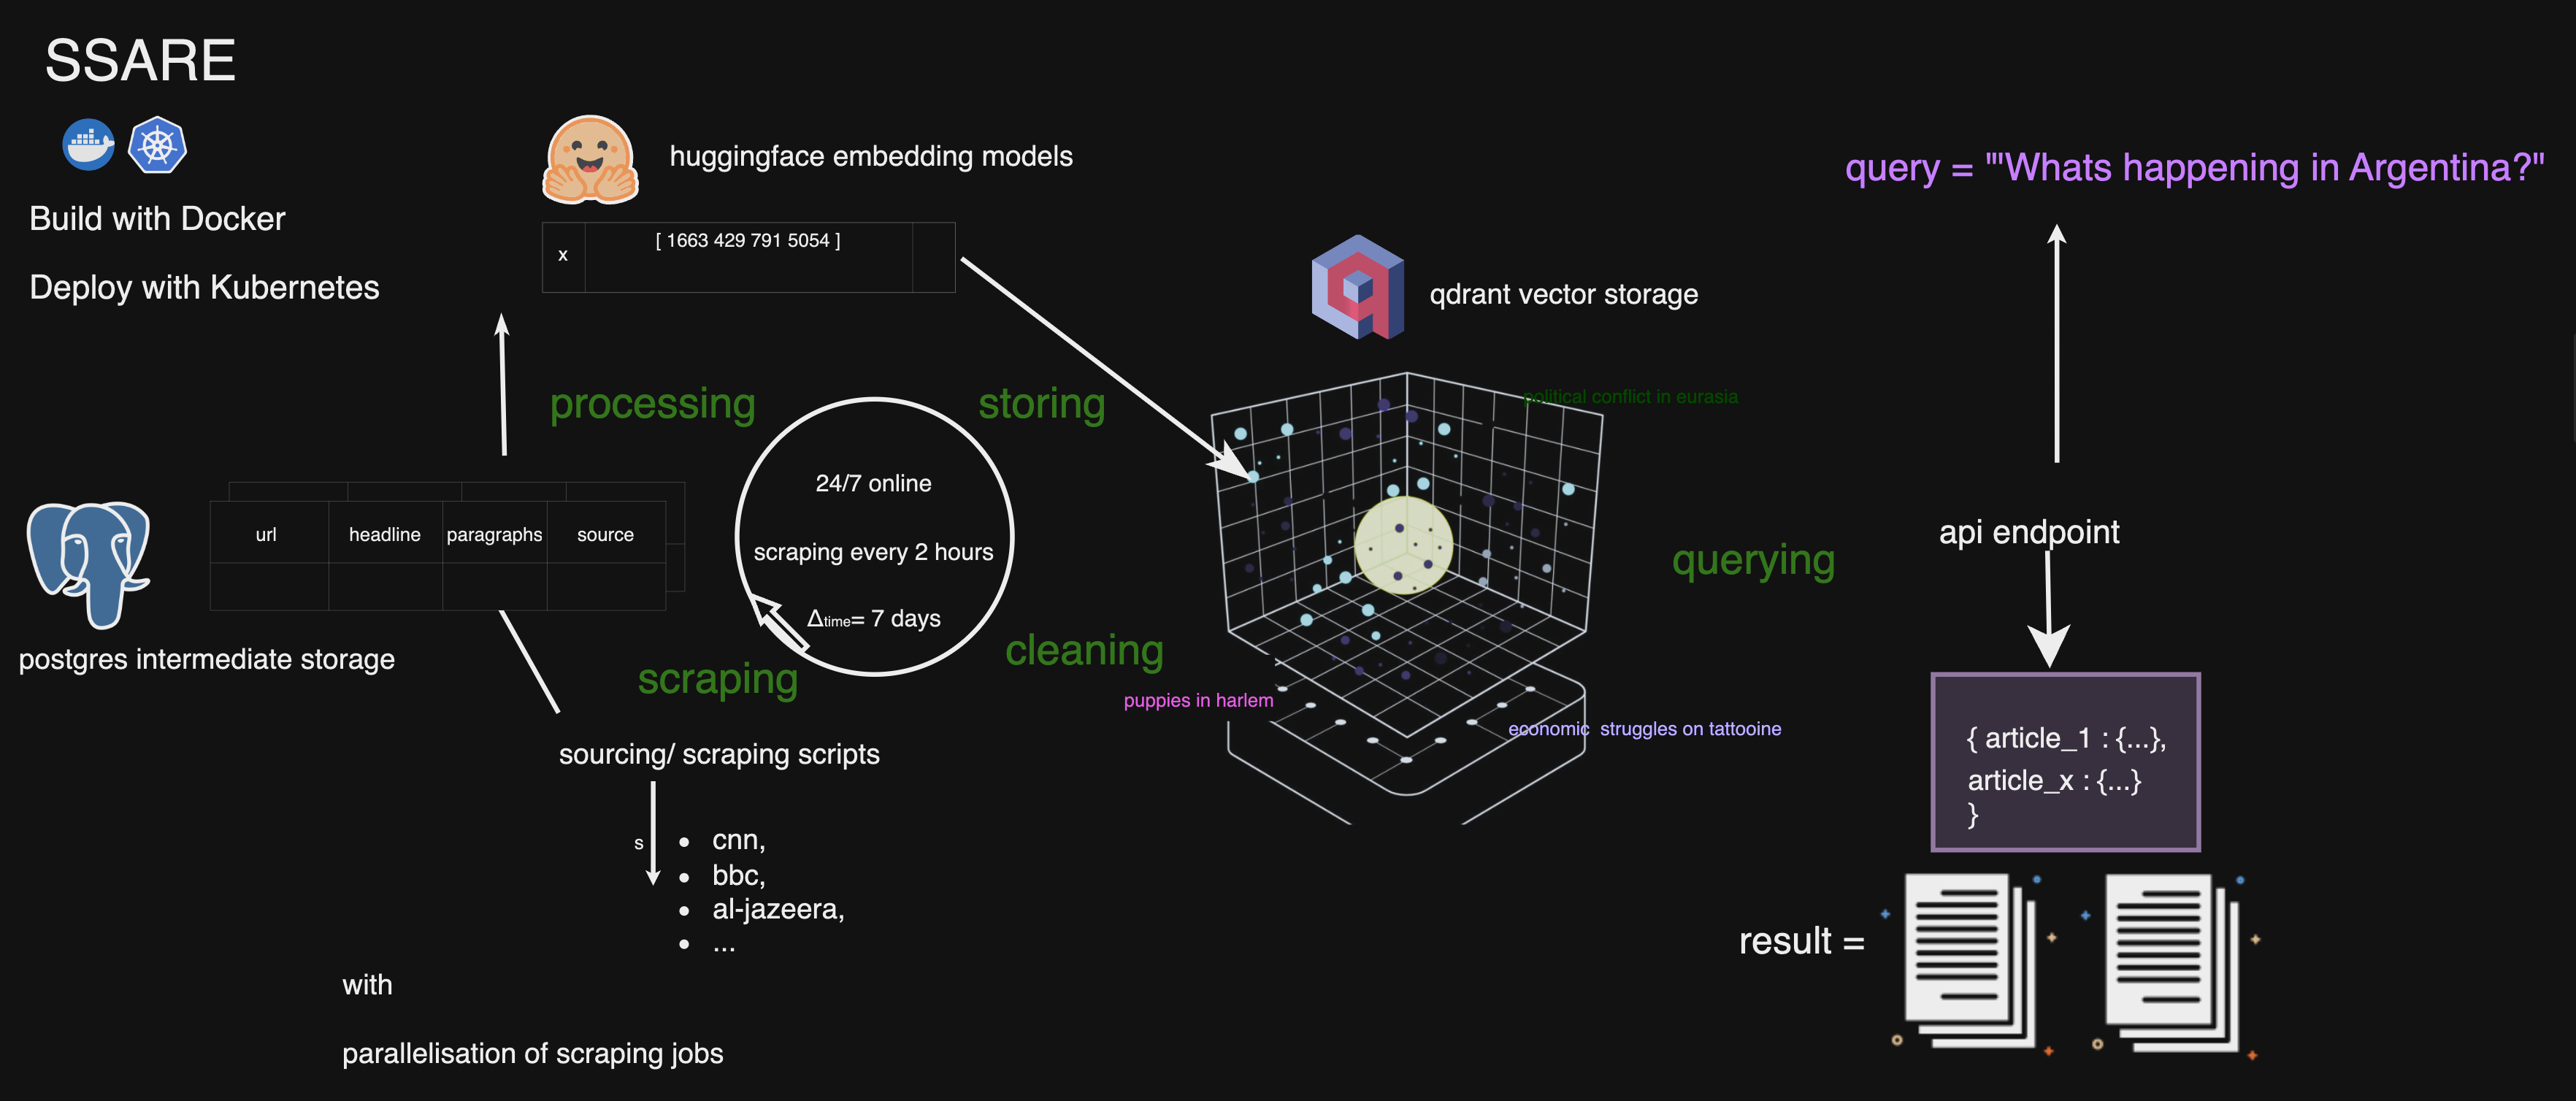 SSARE
Build with Docker
Deploy with Kubernetes
huggingface embedding models
x
[ 1663 429 791 5054 ]
query = "'Whats happening in Argentina?"
qdrant vector storage
processing
storing
political conflict in eurasia
24/7 online
scraping every 2 hours
Δtime= 7 days
url
headline
paragraphs
source
postgres intermediate storage
scraping
cleaning
querying
api endpoint
puppies in harlem
economic  struggles on tattooine
sourcing/ scraping scripts
s
• cnn,
• bbc,
• al-jazeera,
• ...
with
parallelisation of scraping jobs
{ article_1 : {...},
article_x : {...}
}
result =